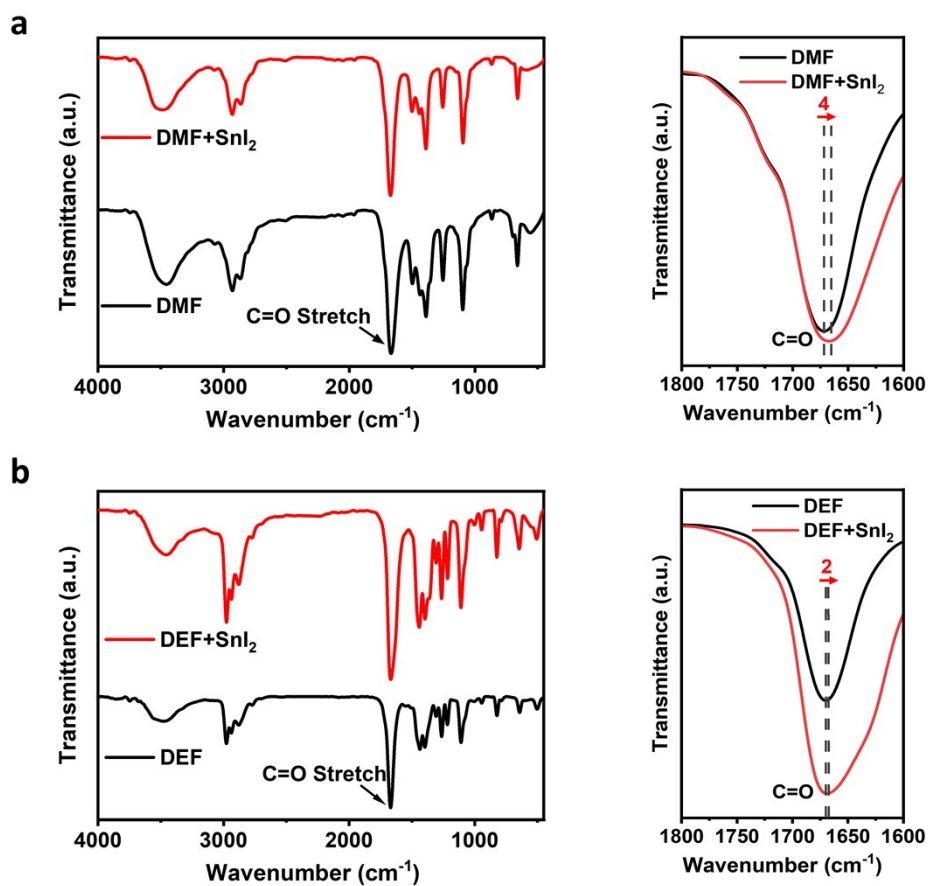 a
Transmittance (a.u.)
DMF+SnI₂
DMF
C=O Stretch
4000 3000 2000 1000
Wavenumber (cm⁻¹)
Transmittance (a.u.)
DMF
DMF+SnI₂
4
C=O
1800 1750 1700 1650 1600
Wavenumber (cm⁻¹)
b
Transmittance (a.u.)
DEF+SnI₂
DEF
C=O Stretch
4000 3000 2000 1000
Wavenumber (cm⁻¹)
Transmittance (a.u.)
DEF
DEF+SnI₂
2
C=O
1800 1750 1700 1650 1600
Wavenumber (cm⁻¹)